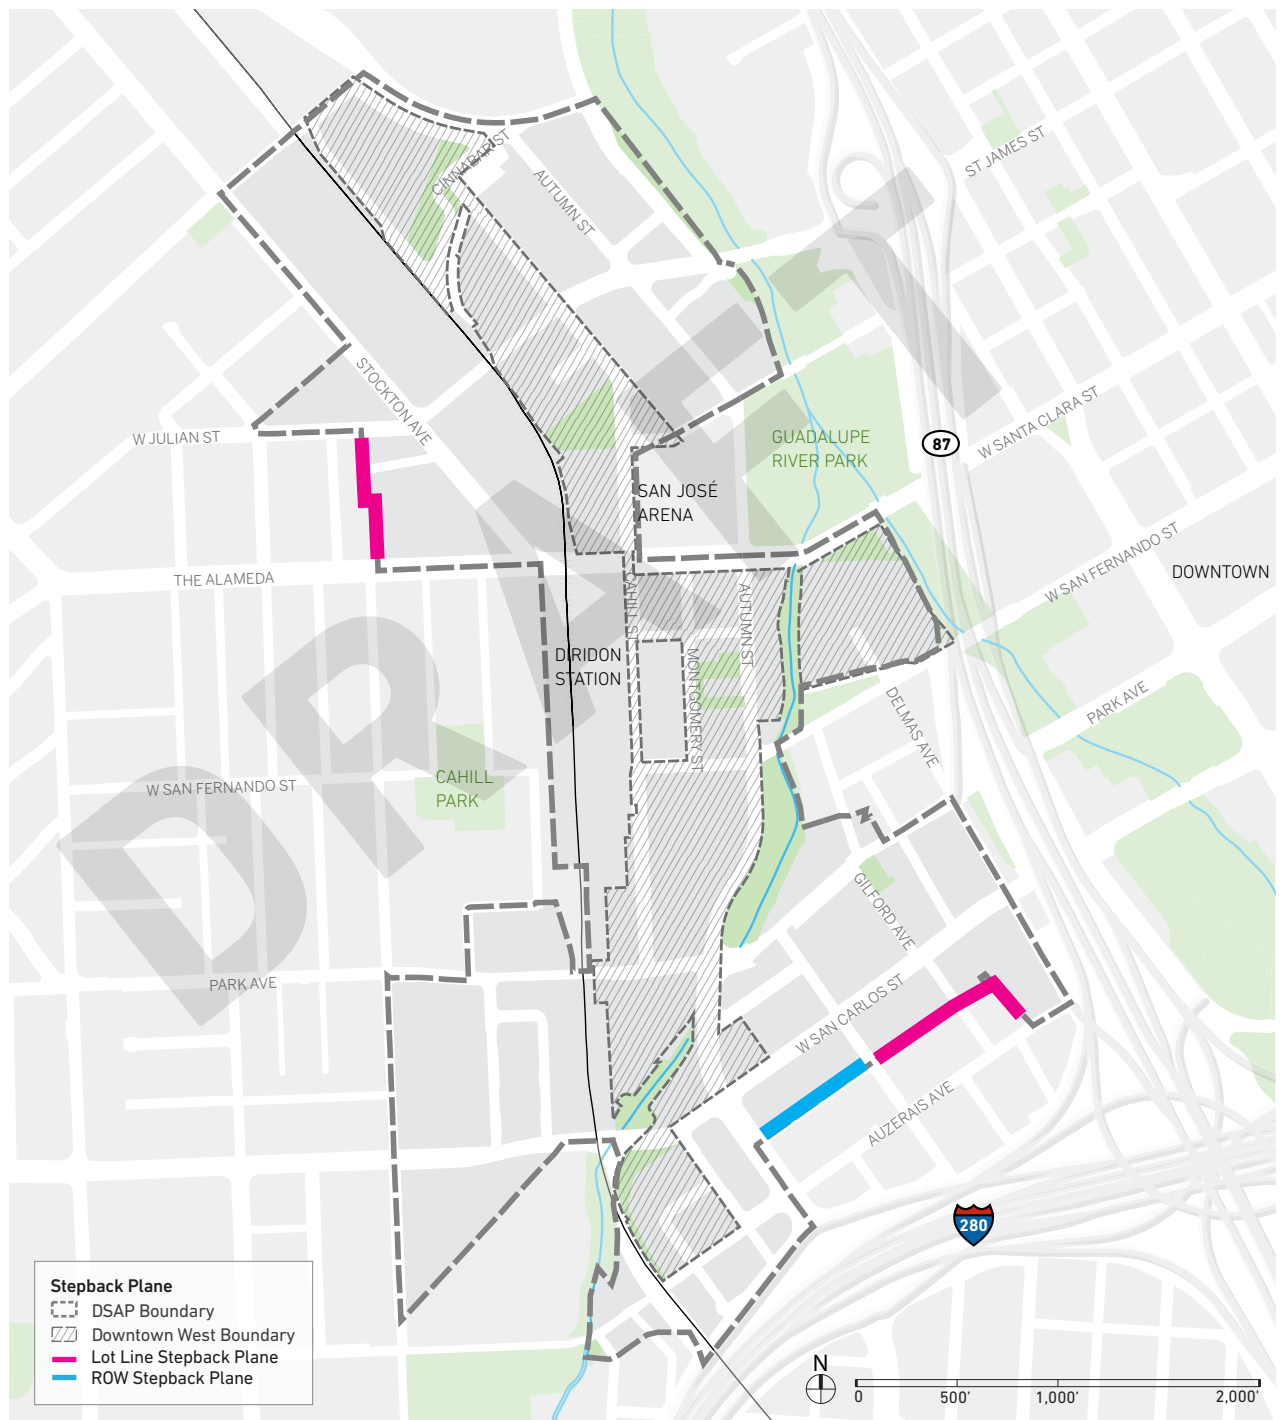 CINNABAR ST
AUTUMN ST
ST JAMES ST
STOCKTON AVE
W JULIAN ST
W SANTA CLARA ST
87
GUADALUPE
RIVER PARK
SAN JOSÉ
ARENA
THE ALAMEDA
W SAN FERNANDO ST
DOWNTOWN
CAHILL ST
AUTUMN ST
DIRIDON
STATION
MONTGOMERY ST
DELMAS AVE
PARK AVE
W SAN FERNANDO ST
CAHILL
PARK
GILFORD AVE
PARK AVE
W SAN CARLOS ST
AUZERAIS AVE
280
DRAFT
Stepback Plane
DSAP Boundary
Downtown West Boundary
Lot Line Stepback Plane
ROW Stepback Plane
N
0 500' 1,000' 2,000'